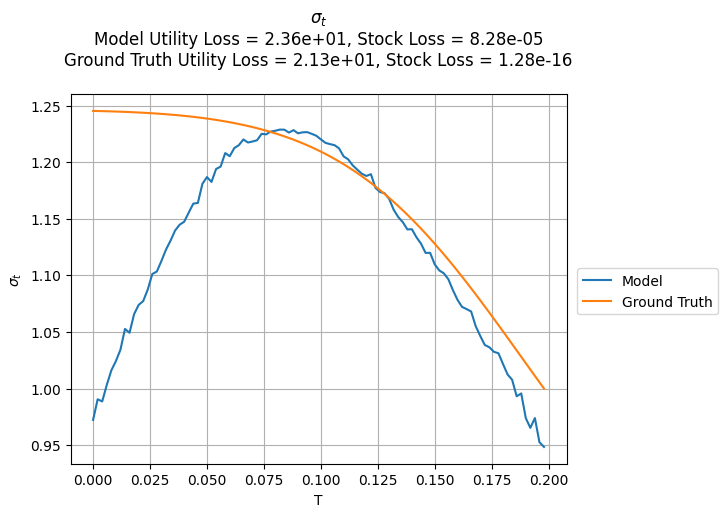 σt
Model Utility Loss = 2.36e+01, Stock Loss = 8.28e-05
Ground Truth Utility Loss = 2.13e+01, Stock Loss = 1.28e-16
1.25
1.20
1.15
1.10
1.05
1.00
0.95
σt
0.000 0.025 0.050 0.075 0.100 0.125 0.150 0.175 0.200
T
Model
Ground Truth